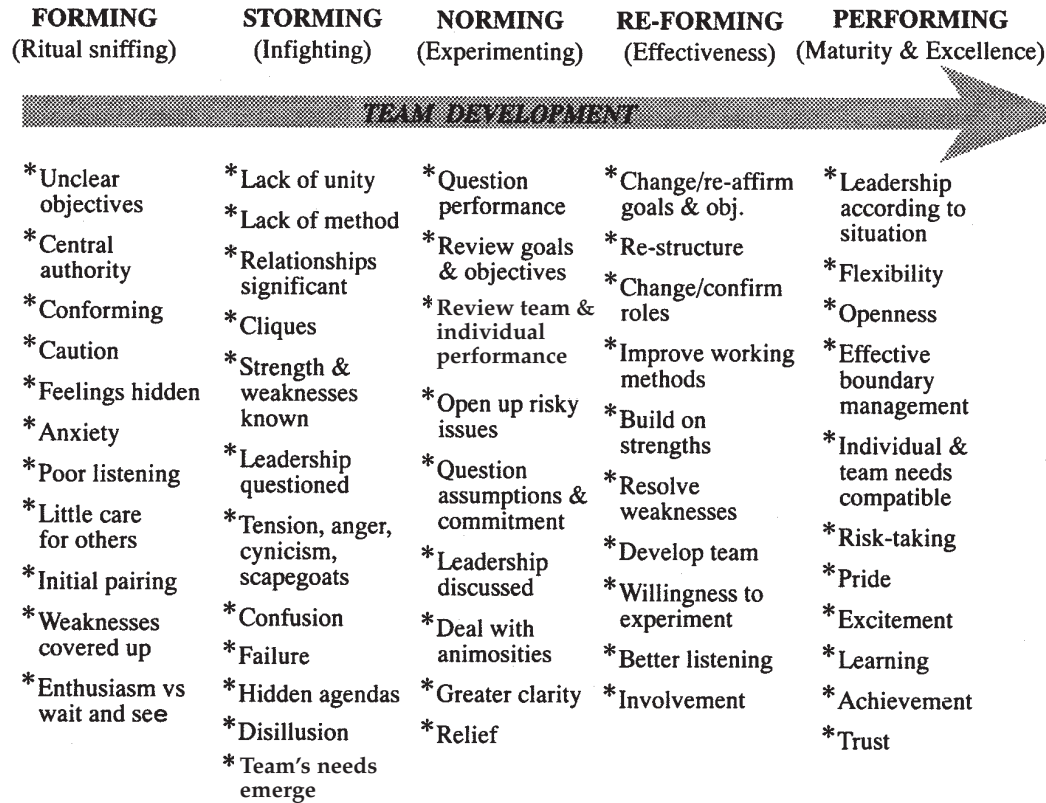 FORMING
(Ritual sniffing)
STORMING
(Infighting)
NORMING
(Experimenting)
RE-FORMING
(Effectiveness)
PERFORMING
(Maturity & Excellence)
TEAM DEVELOPMENT
*Unclear
objectives
*Central
authority
*Conforming
*Caution
*Feelings hidden
*Anxiety
*Poor listening
*Little care
for others
*Initial pairing
*Weaknesses
covered up
*Enthusiasm vs
wait and see
*Lack of unity
*Lack of method
*Relationships
significant
*Cliques
*Strength &
weaknesses
known
*Leadership
questioned
*Tension, anger,
cynicism,
scapegoats
*Confusion
*Failure
*Hidden agendas
*Disillusion
*Team's needs
emerge
*Question
performance
*Review goals
& objectives
*Review team &
individual
performance
*Open up risky
issues
*Question
assumptions &
commitment
*Leadership
discussed
*Deal with
animosities
*Greater clarity
*Relief
*Change/re-affirm
goals & obj.
*Re-structure
*Change/confirm
roles
*Improve working
methods
*Build on
strengths
*Resolve
weaknesses
*Develop team
*Willingness to
experiment
*Better listening
*Involvement
*Leadership
according to
situation
*Flexibility
*Openness
*Effective
boundary
management
*Individual &
team needs
compatible
*Risk-taking
*Pride
*Excitement
*Learning
*Achievement
*Trust